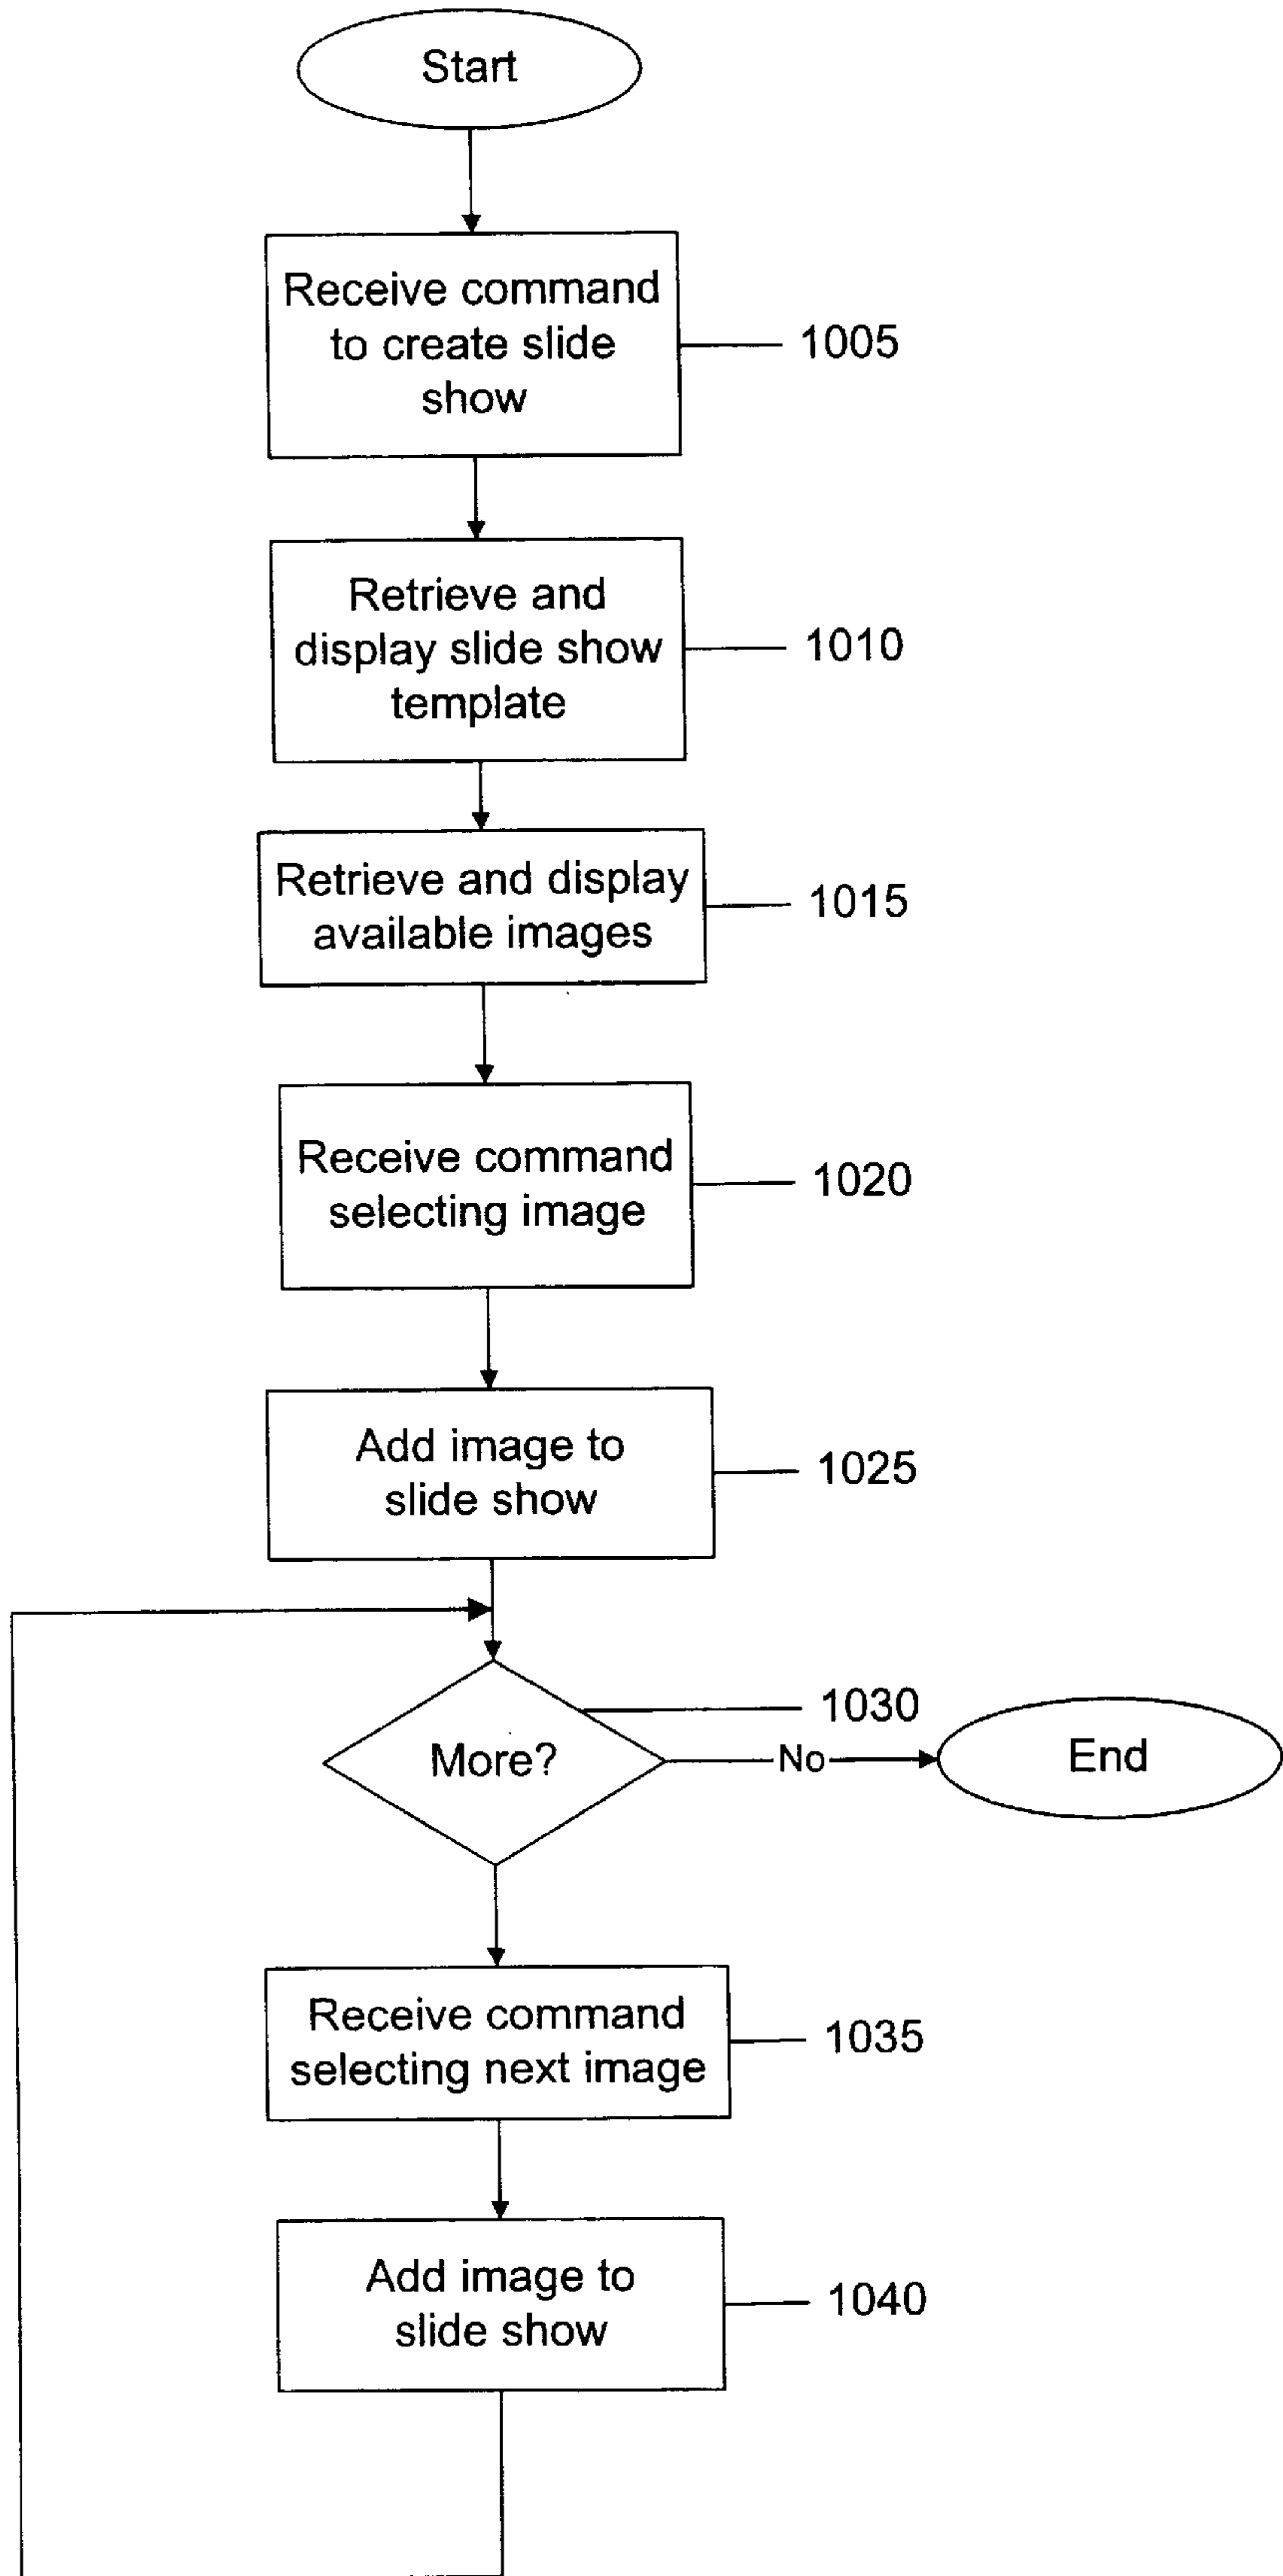 Start
Receive command
to create slide
show
1005
Retrieve and
display slide show
template
1010
Retrieve and display
available images
1015
Receive command
selecting image
1020
Add image to
slide show
1025
1030
More?
No
End
Receive command
selecting next image
1035
Add image to
slide show
1040